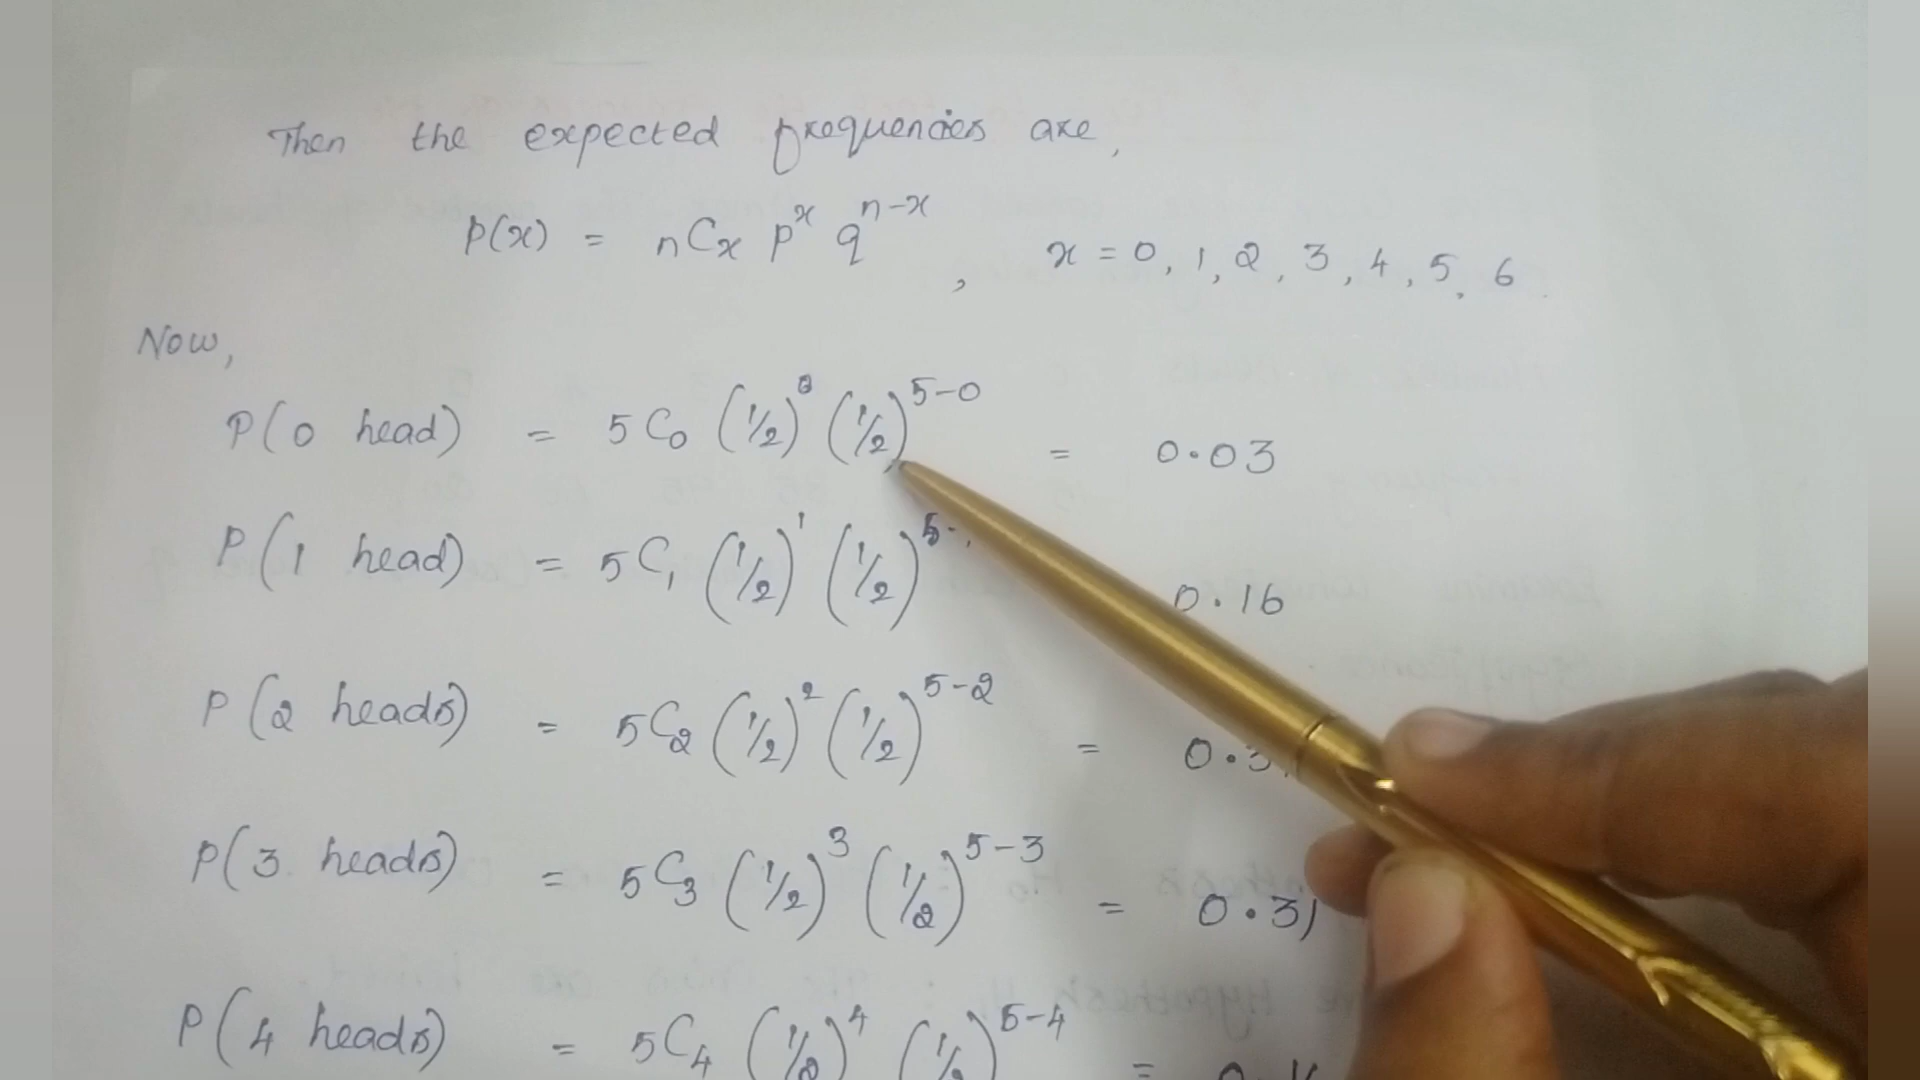 Then the expected frequencies are,
P(x) = nCx p^x q^n-x , x = 0, 1, 2, 3, 4, 5, 6
Now,
P(0 head) = 5C0 (1/2)^0 (1/2)^5-0 = 0.03
P(1 head) = 5C1 (1/2)^1 (1/2)^5- 0.16
P(2 heads) = 5C2 (1/2)^2 (1/2)^5-2 = 0.31
P(3 heads) = 5C3 (1/2)^3 (1/2)^5-3 = 0.31
P(4 heads) = 5C4 (1/2)^4 (1/2)^5-4 =